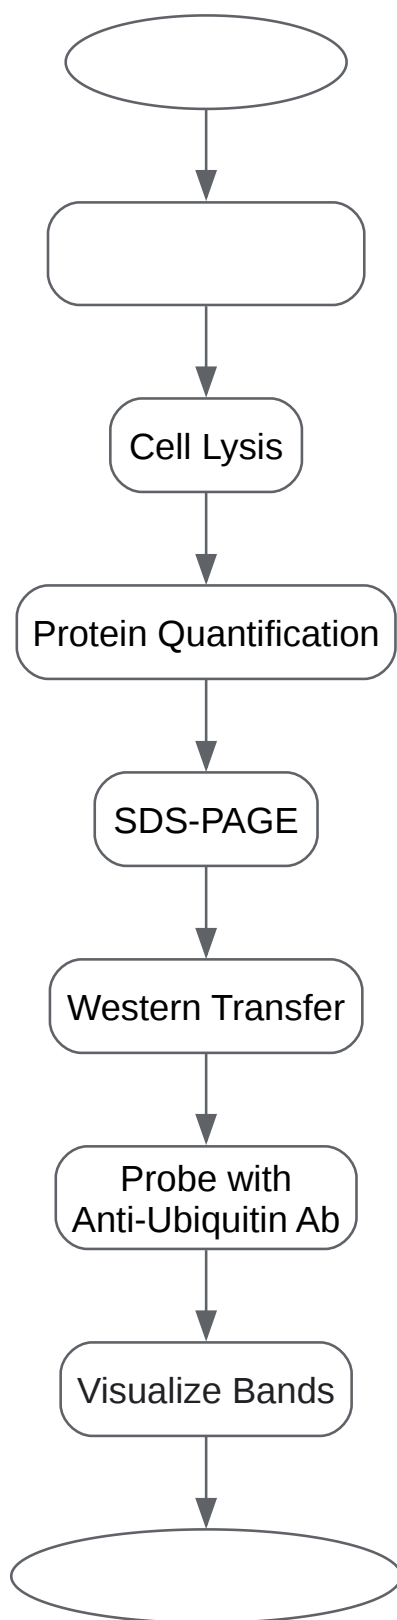 Cell Lysis
Protein Quantification
SDS-PAGE
Western Transfer
Probe with
Anti-Ubiquitin Ab
Visualize Bands